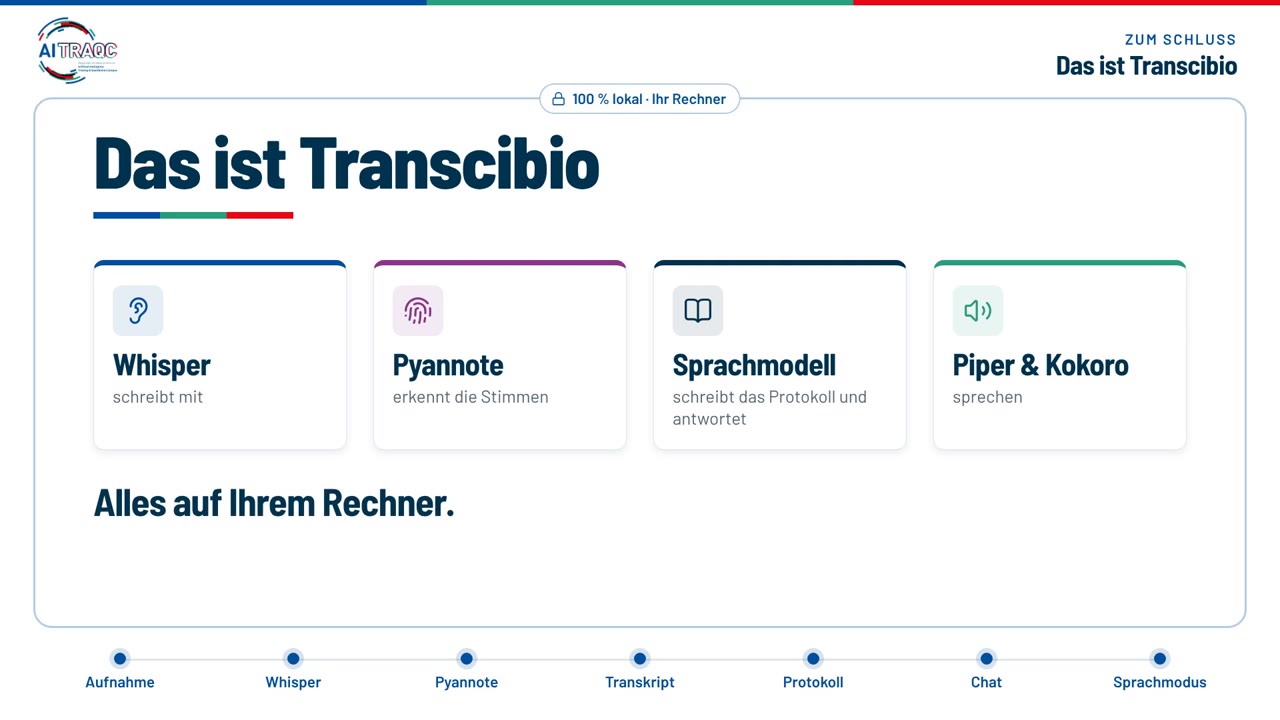 AITRAQC
ZUM SCHLUSS
Das ist Transcibio
100 % lokal · Ihr Rechner
Das ist Transcibio
Whisper
schreibt mit
Pyannote
erkennt die Stimmen
Sprachmodell
schreibt das Protokoll und
antwortet
Piper & Kokoro
sprechen
Alles auf Ihrem Rechner.
Aufnahme
Whisper
Pyannote
Transkript
Protokoll
Chat
Sprachmodus